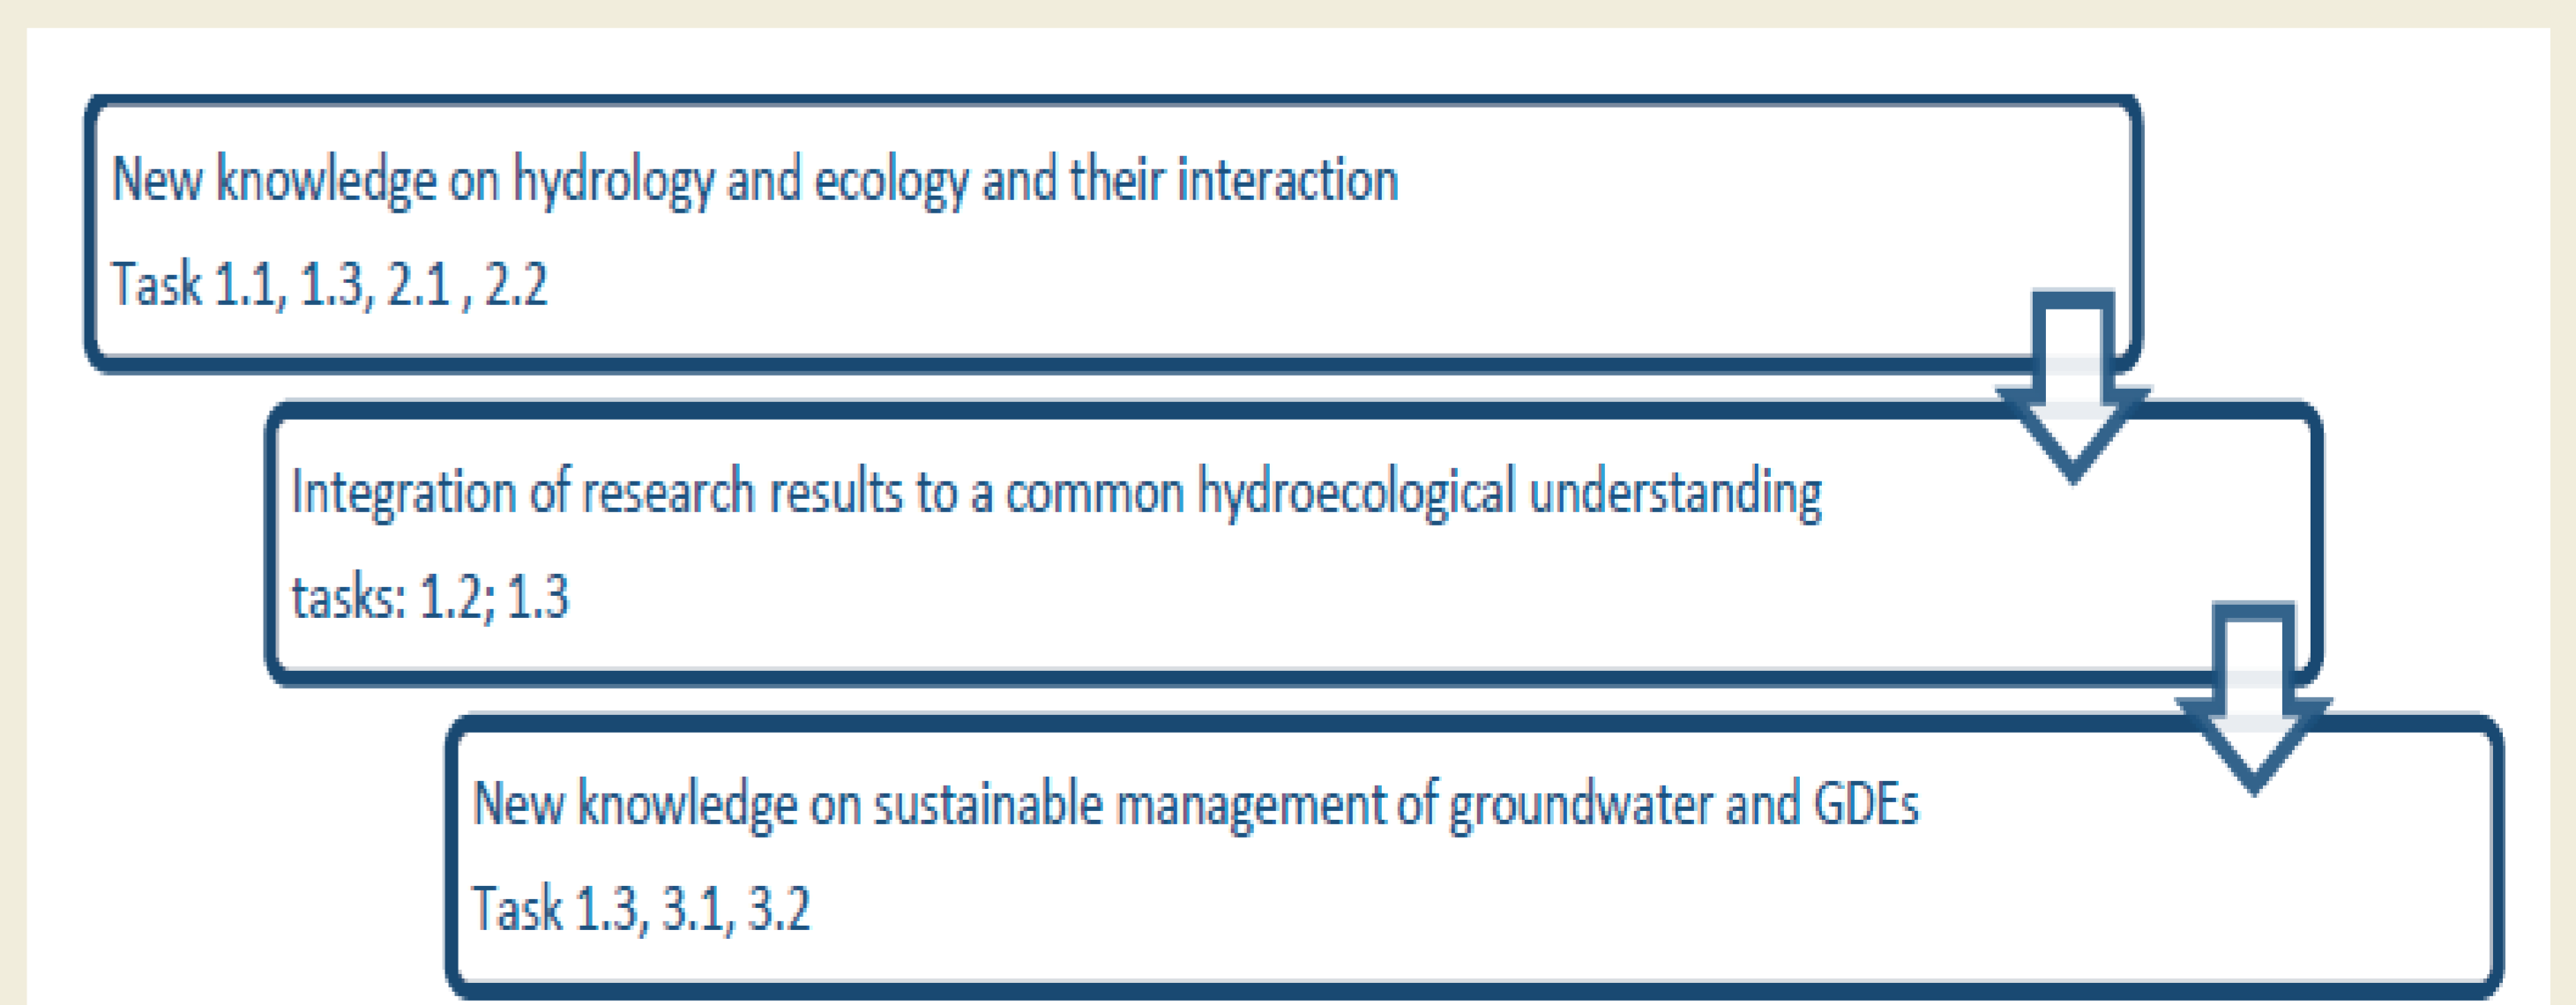 New knowledge on hydrology and ecology and their interaction
Task 1.1, 1.3, 2.1 , 2.2
Integration of research results to a common hydroecological understanding
tasks: 1.2; 1.3
New knowledge on sustainable management of groundwater and GDEs
Task 1.3, 3.1, 3.2